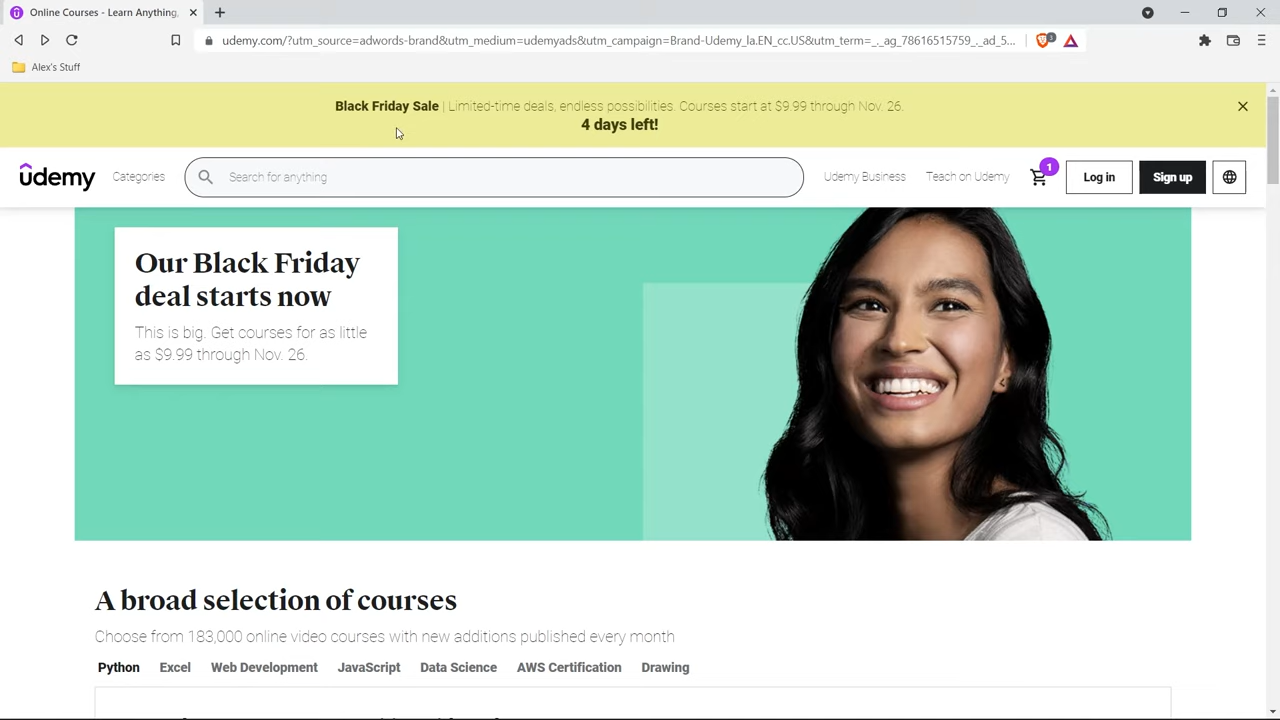 Online Courses - Learn Anything,
udemy.com/?utm_source=adwords-brand&utm_medium=udemyads&utm_campaign=Brand-Udemy_la.EN_cc.US&utm_term=_._ag_78616515759_._ad_5...
3
Alex's Stuff
Black Friday Sale | Limited-time deals, endless possibilities. Courses start at $9.99 through Nov. 26.
4 days left!
udemy
Categories
Search for anything
Udemy Business
Teach on Udemy
1
Log in
Sign up
Our Black Friday
deal starts now
This is big. Get courses for as little
as $9.99 through Nov. 26.
A broad selection of courses
Choose from 183,000 online video courses with new additions published every month
Python Excel Web Development JavaScript Data Science AWS Certification Drawing